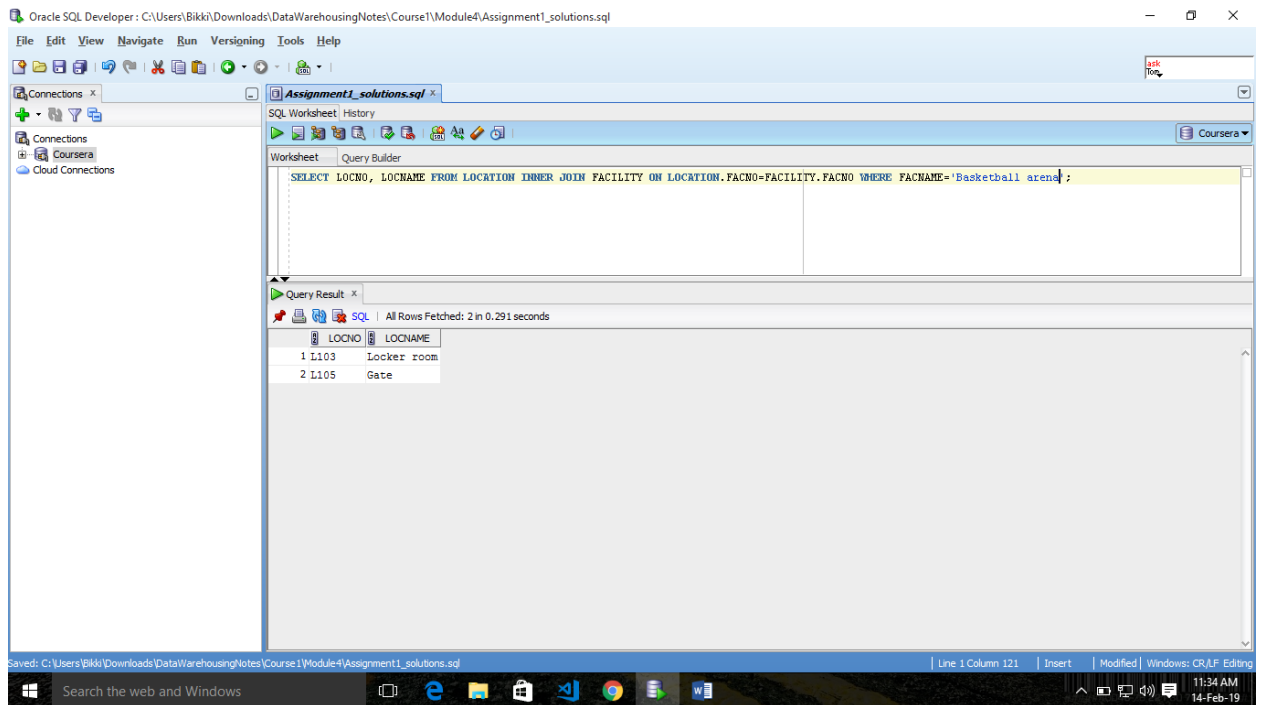 Oracle SQL Developer : C:\Users\Bikki\Downloads\DataWarehousingNotes\Course1\Module4\Assignment1_solutions.sql
File Edit View Navigate Run Versioning Tools Help
ask
Tom
Connections
Assignment1_solutions.sql
SQL Worksheet History
Connections
Coursera
Coursera
Cloud Connections
Worksheet Query Builder
SELECT LOCNO, LOCNAME FROM LOCATION INNER JOIN FACILITY ON LOCATION.FACNO=FACILITY.FACNO WHERE FACNAME='Basketball arena';
Query Result
SQL | All Rows Fetched: 2 in 0.291 seconds
LOCNO LOCNAME
1 L103 Locker room
2 L105 Gate
Saved: C:\Users\Bikki\Downloads\DataWarehousingNotes\Course1\Module4\Assignment1_solutions.sql
Line 1 Column 121 | Insert | Modified | Windows: CR/LF Editing
Search the web and Windows
11:34 AM
14-Feb-19